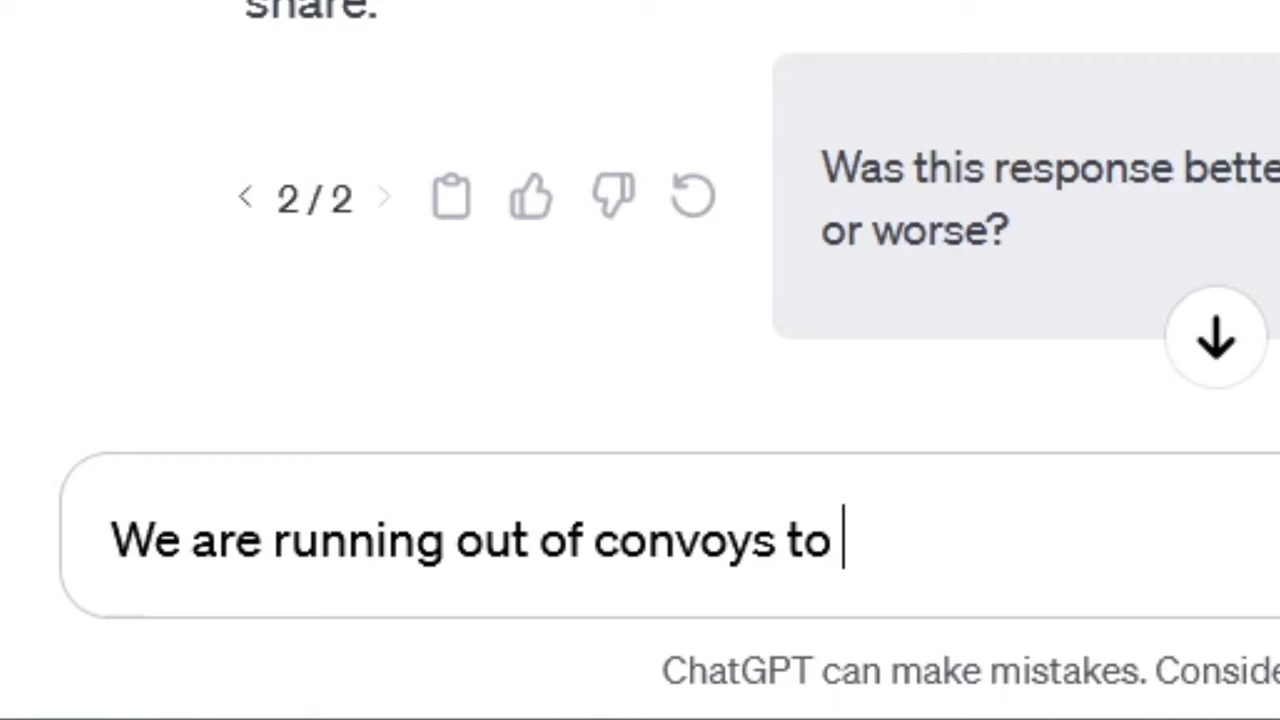 share.
Was this response bette
< 2 / 2 >
or worse?
We are running out of convoys to
ChatGPT can make mistakes. Conside